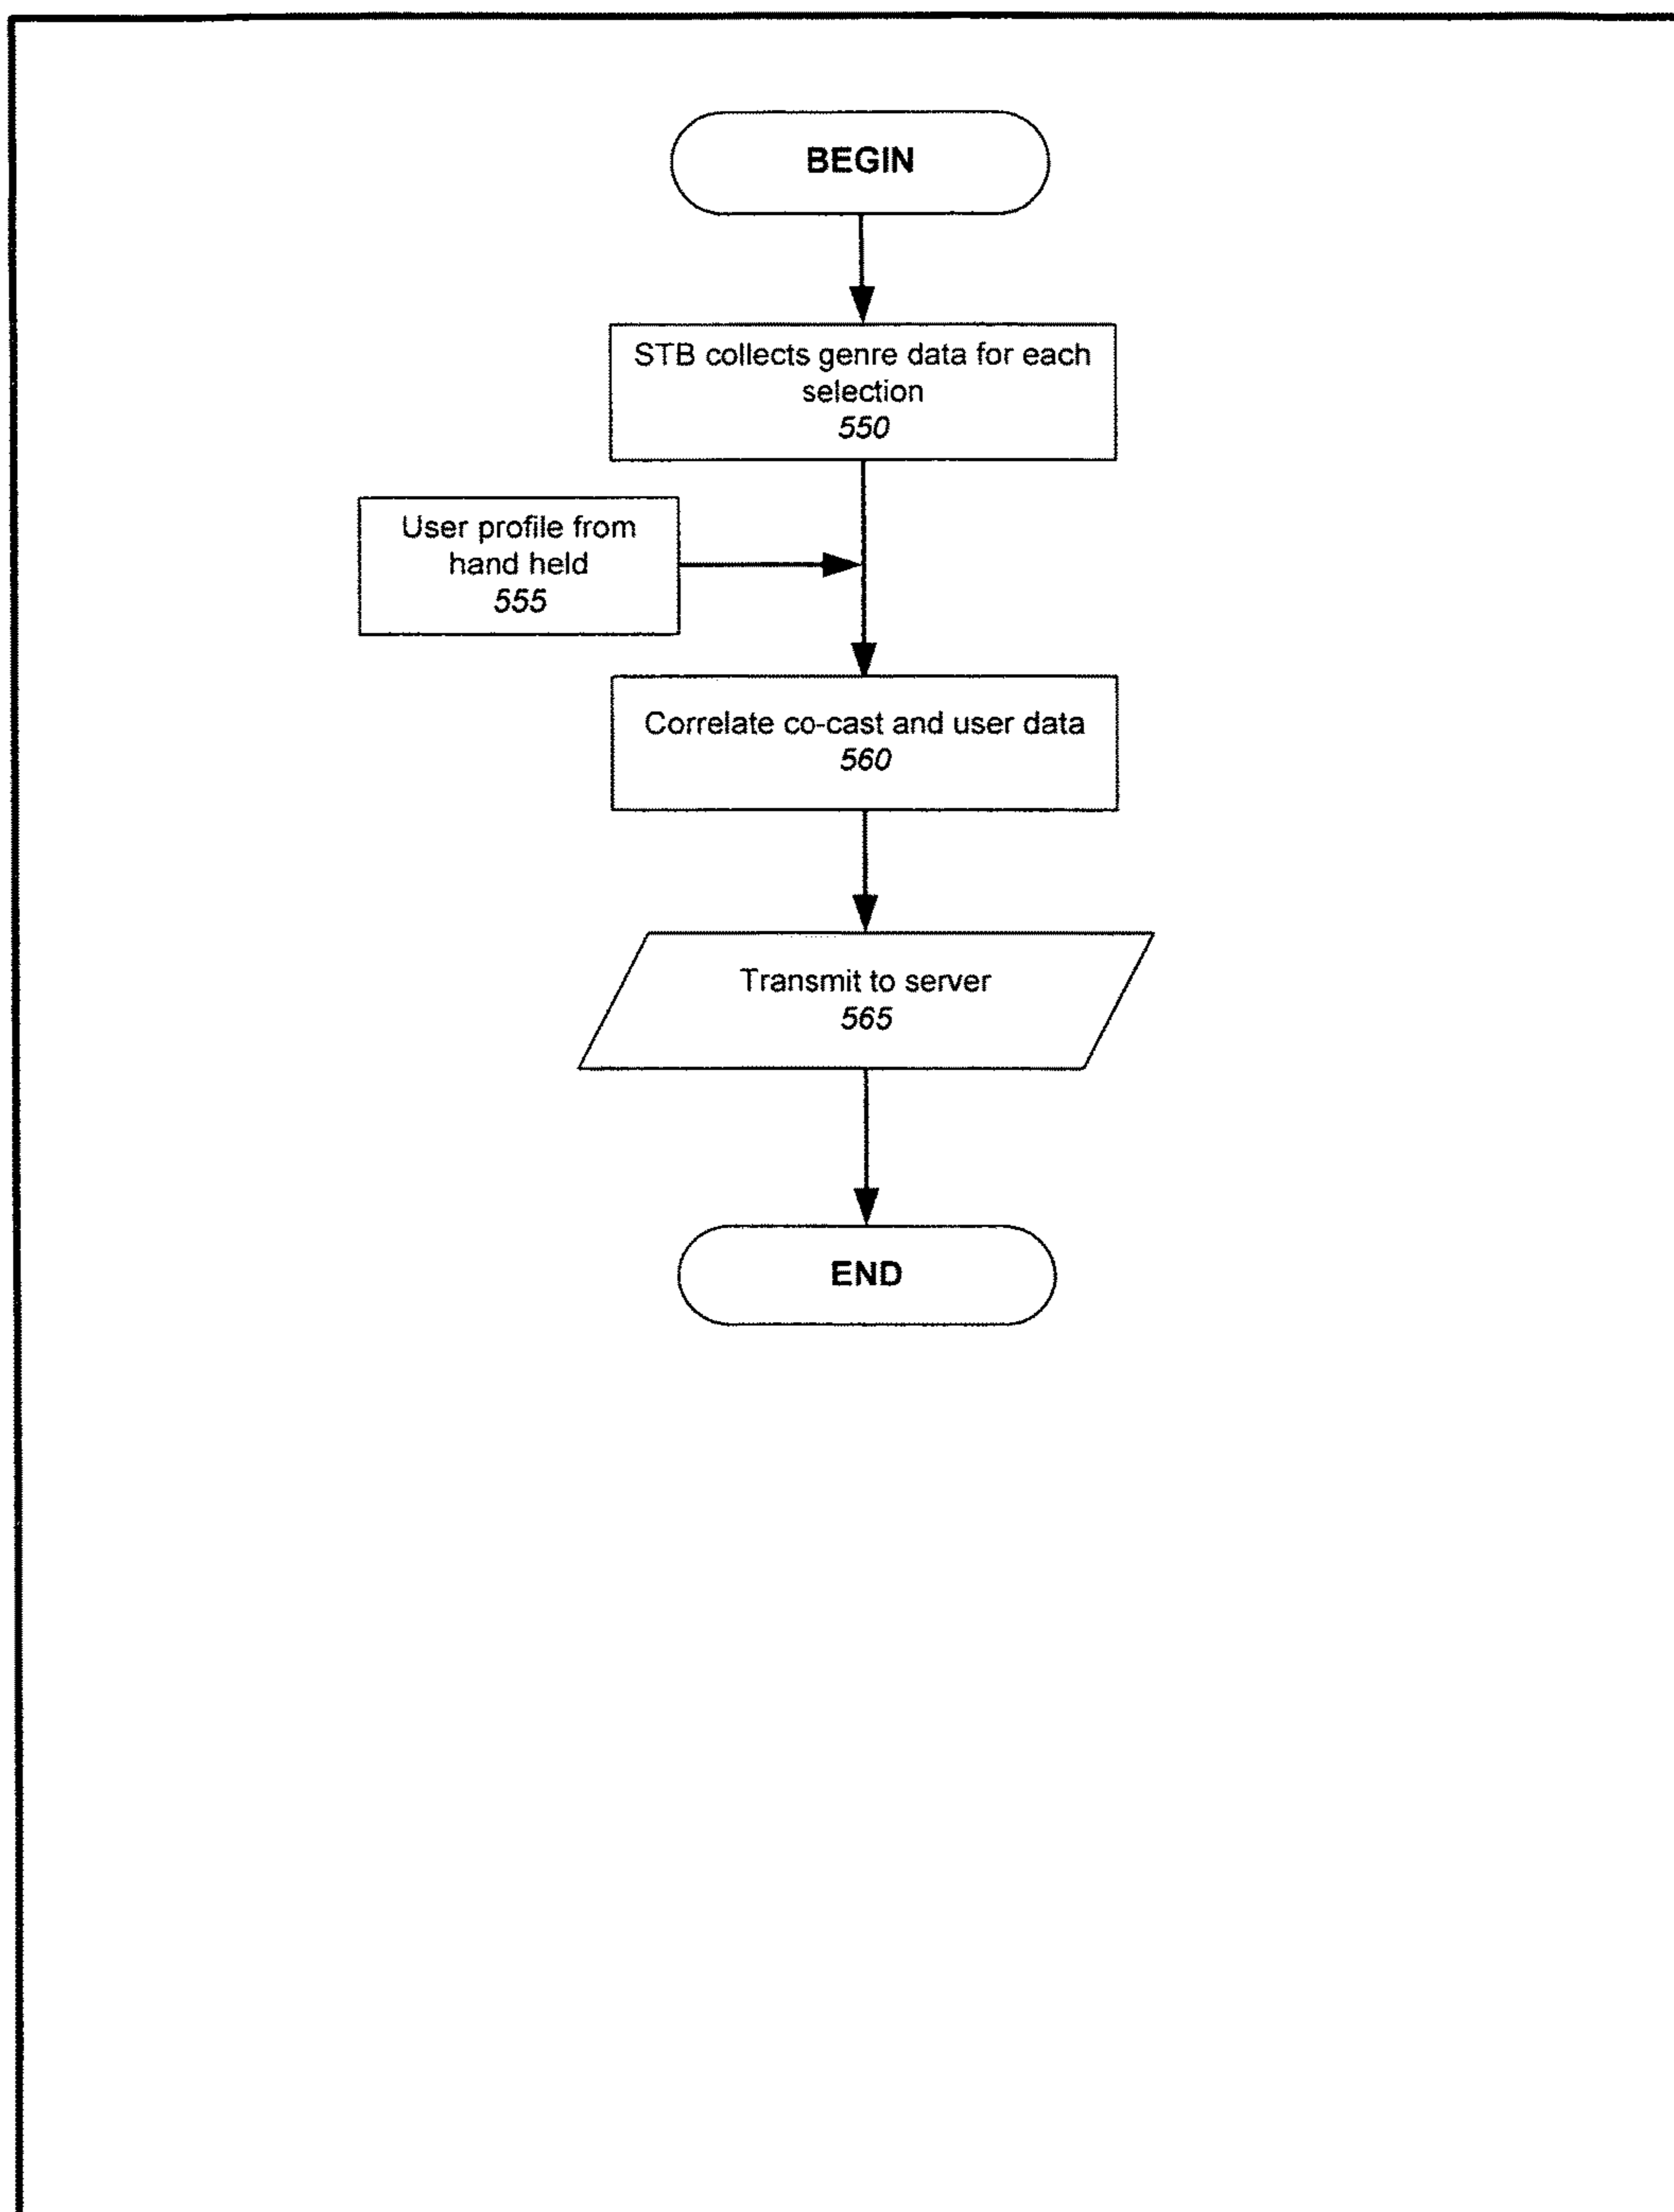 BEGIN
STB collects genre data for each
selection
550
User profile from
hand held
555
Correlate co-cast and user data
560
Transmit to server
565
END